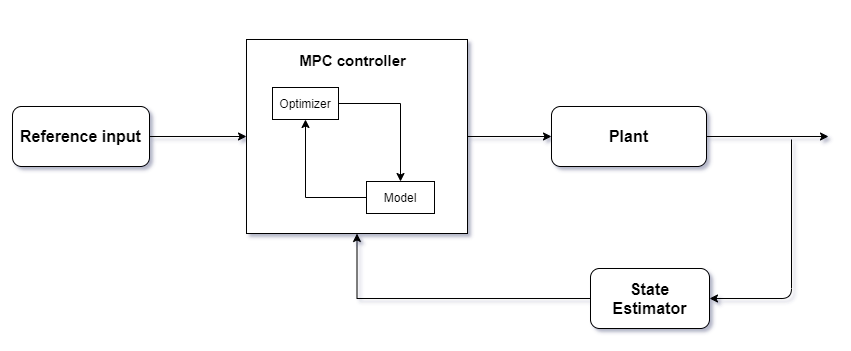 MPC controller
Optimizer
Reference input
Plant
Model
State
Estimator